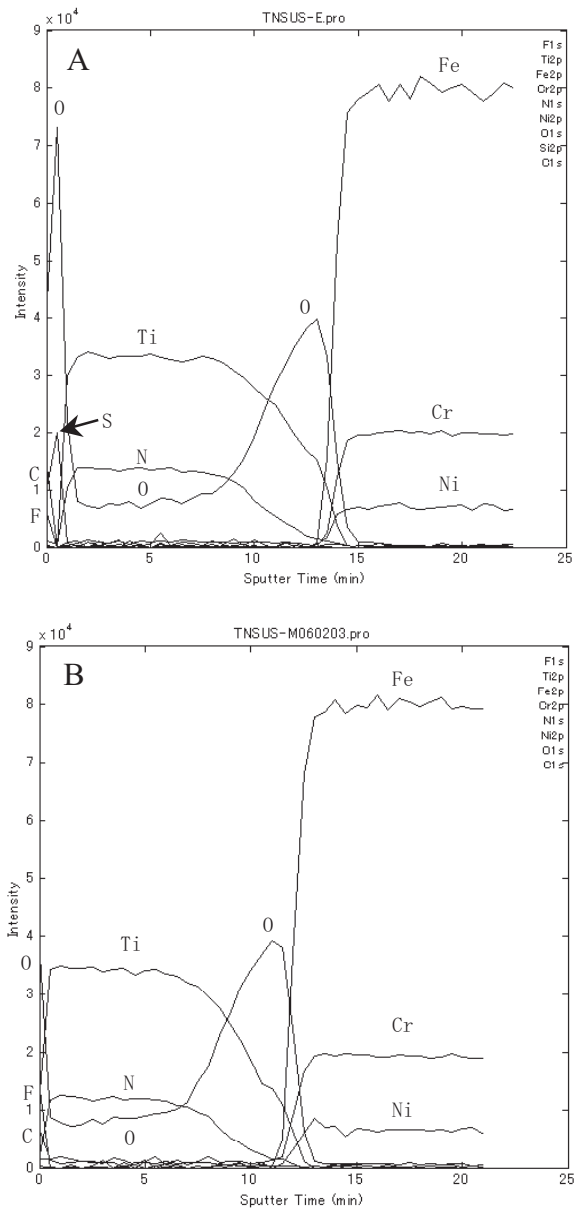 TNSUS-E.pro
× 10⁴
A
9
8
7
6
5
4
3
2
1
0
Intensity
O
S
C
F
Ti
N
O
O
Fe
Cr
Ni
F1s
Ti2p
Fe2p
Cr2p
N1s
Ni2p
O1s
Si2p
C1s
0 5 10 15 20 25
Sputter Time (min)
TNSUS-M060203.pro
× 10⁴
B
9
8
7
6
5
4
3
2
1
0
Intensity
O
F
C
Ti
N
O
O
Fe
Cr
Ni
F1s
Ti2p
Fe2p
Cr2p
N1s
Ni2p
O1s
C1s
0 5 10 15 20 25
Sputter Time (min)